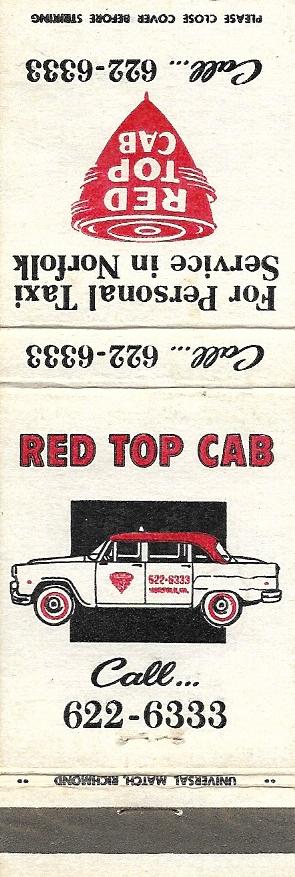 PLEASE CLOSE COVER BEFORE STRIKING
Call... 622-6333
RED
TOP
CAB
For Personal Taxi
Service in Norfolk
Call... 622-6333
RED TOP CAB
622-6333
Call...
622-6333
UNIVERSAL MATCH, RICHMOND